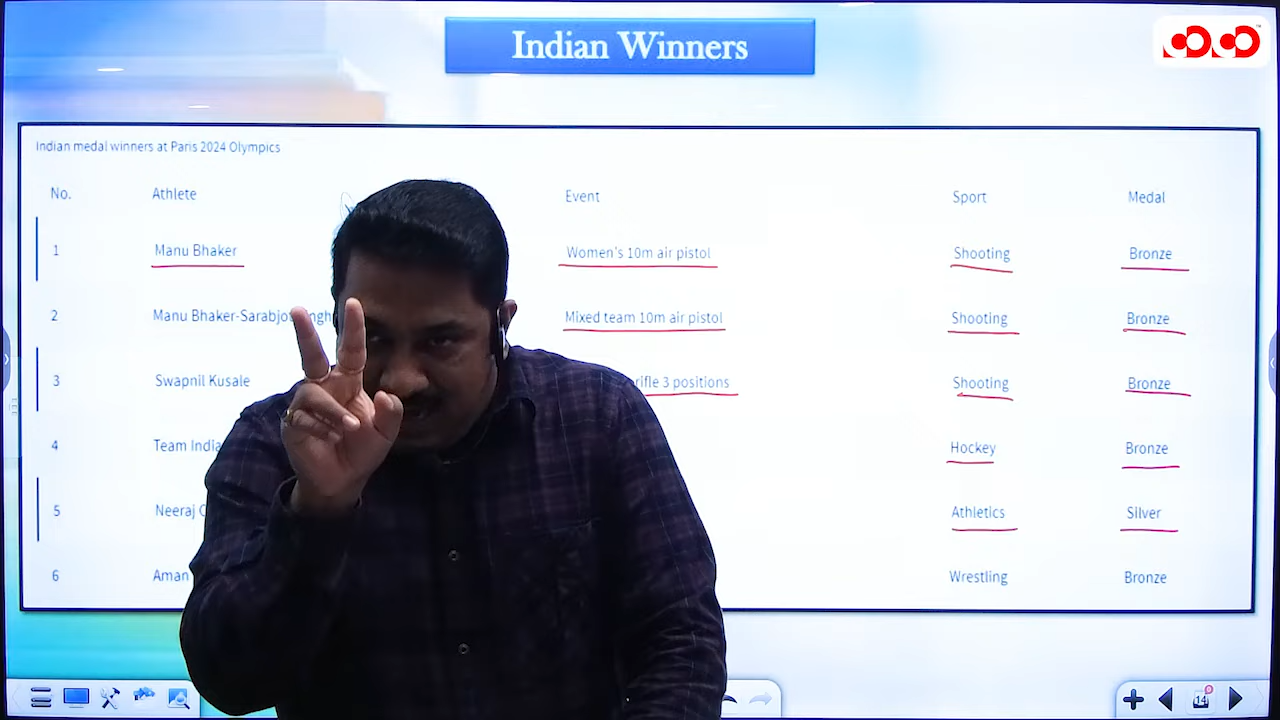 Indian Winners
Indian medal winners at Paris 2024 Olympics
No. Athlete Event Sport Medal
1 Manu Bhaker Women's 10m air pistol Shooting Bronze
2 Manu Bhaker-Sarabjo ngh Mixed team 10m air pistol Shooting Bronze
3 Swapnil Kusale rifle 3 positions Shooting Bronze
4 Team India Hockey Bronze
5 Neeraj C Athletics Silver
6 Aman Wrestling Bronze
14